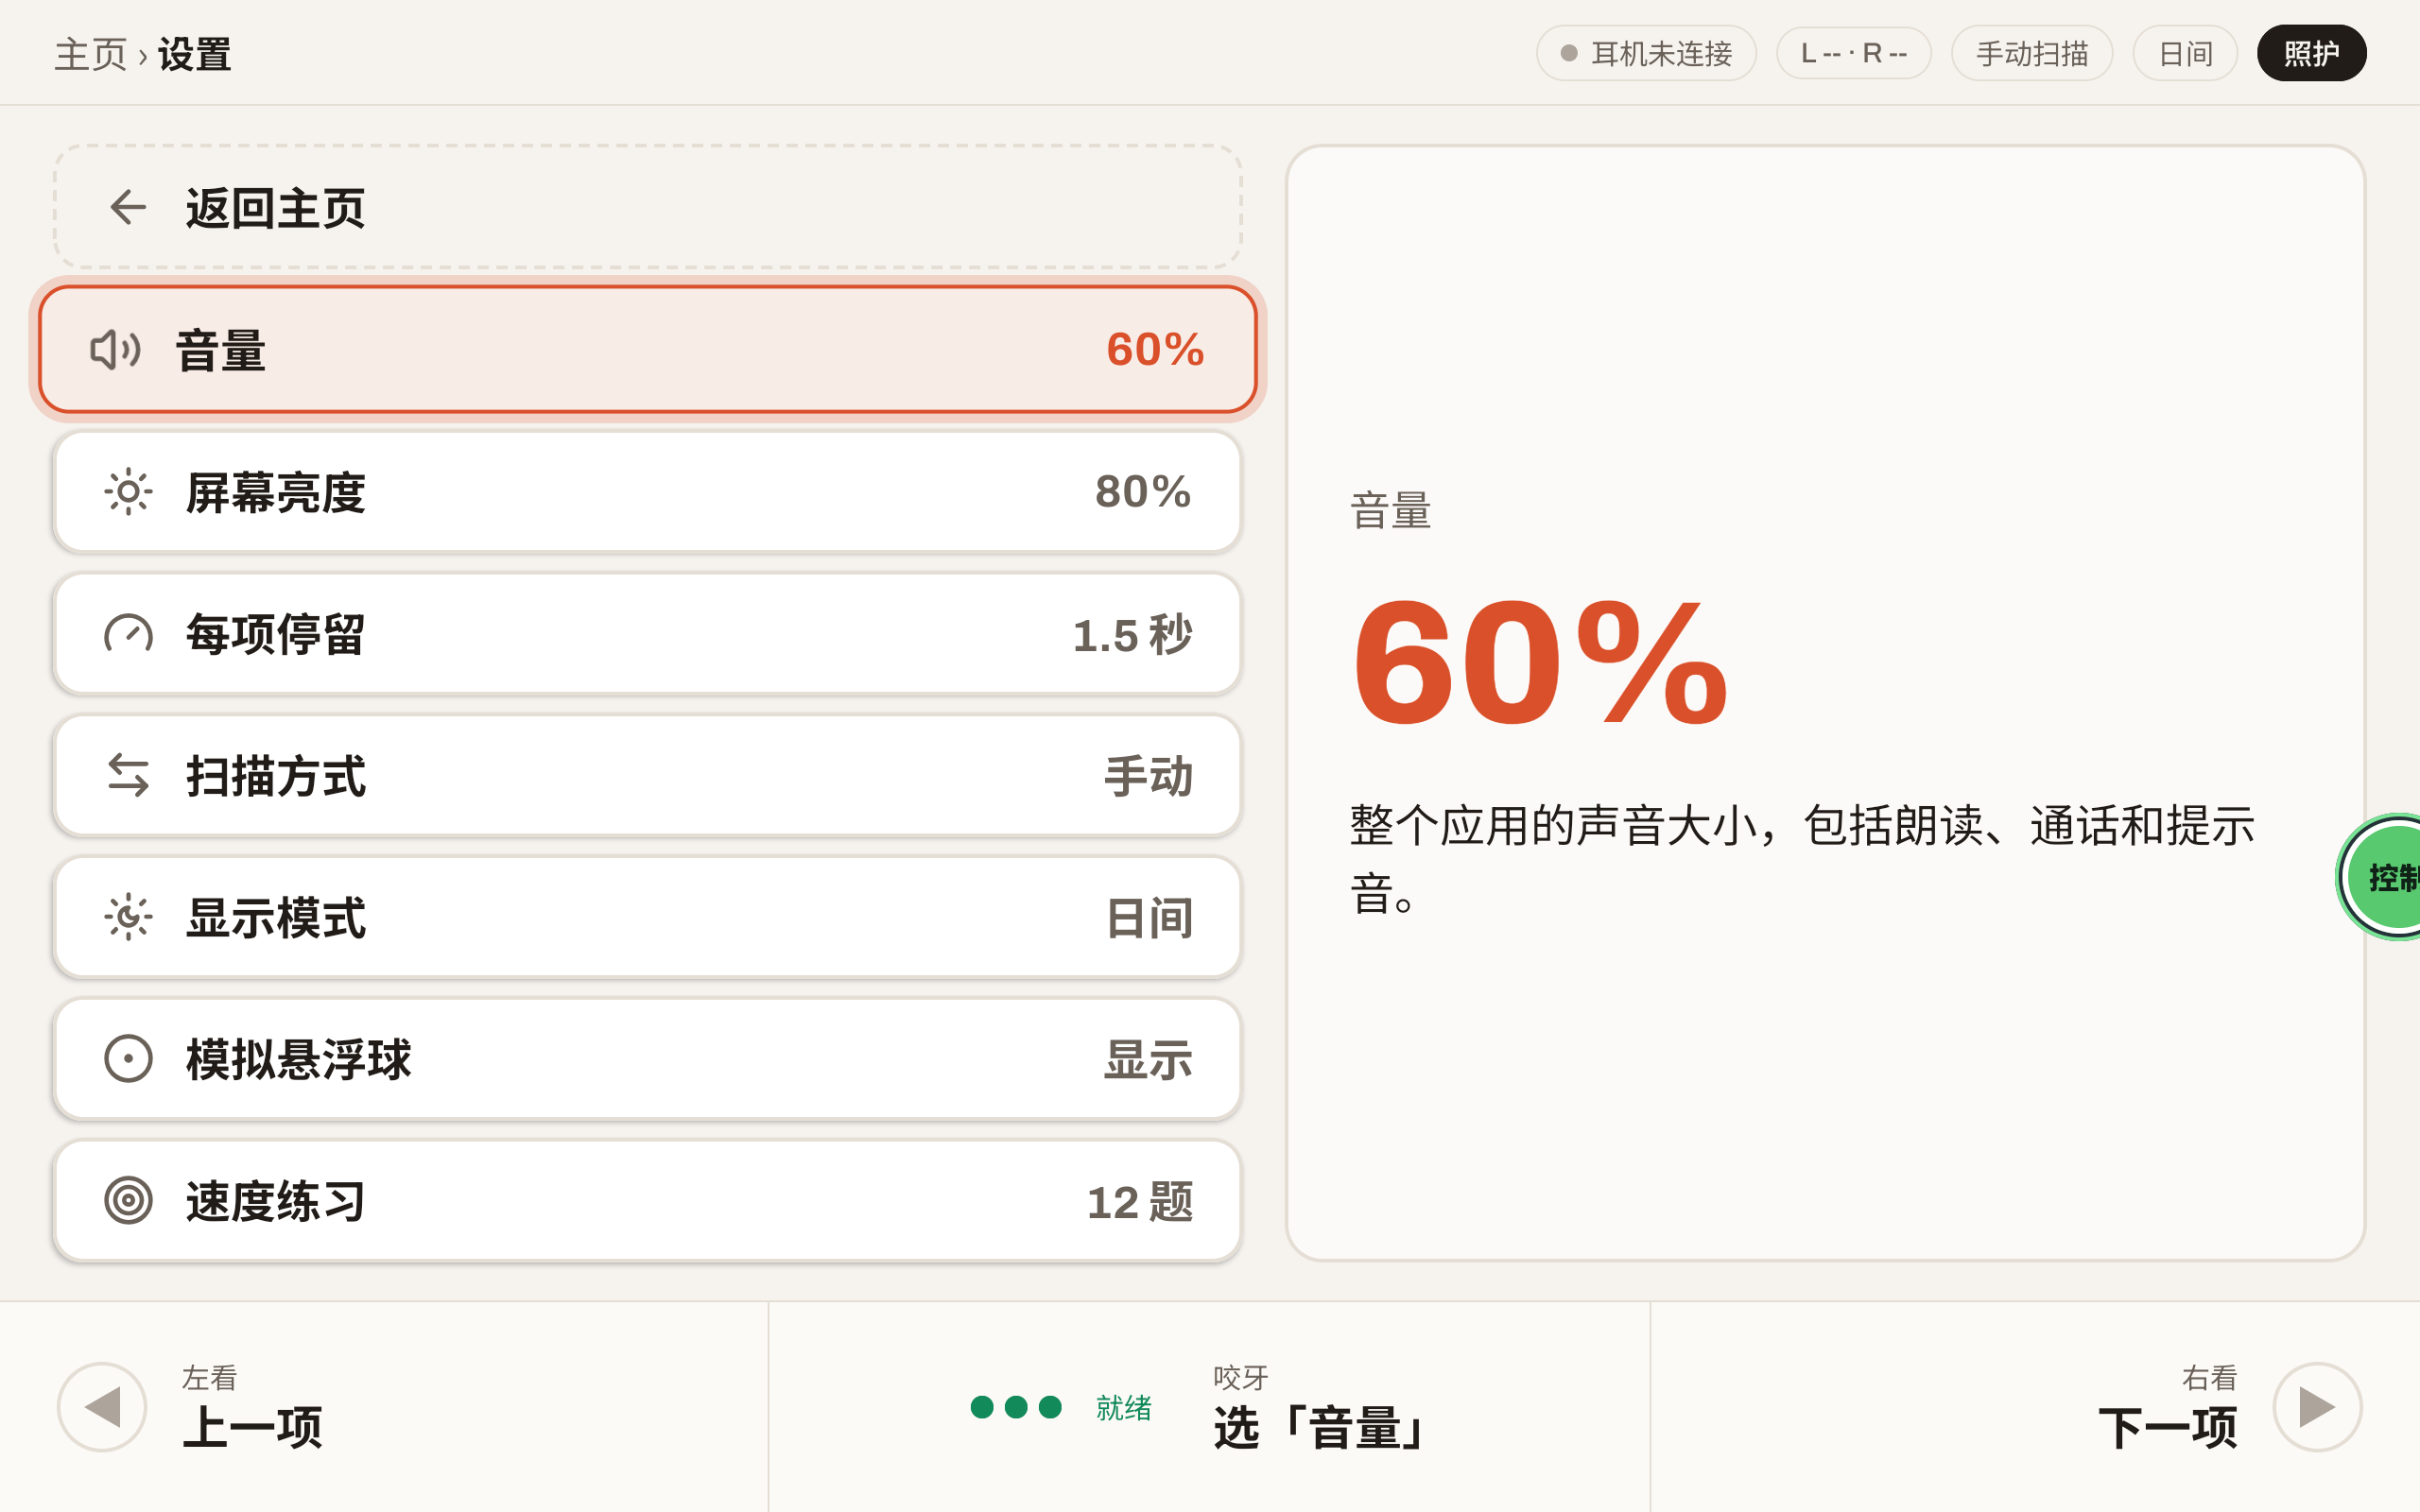 主页 › 设置
耳机未连接
L -- · R --
手动扫描
日间
照护
返回主页
音量 60%
屏幕亮度 80%
每项停留 1.5 秒
扫描方式 手动
显示模式 日间
模拟悬浮球 显示
速度练习 12 题
音量
60%
整个应用的声音大小，包括朗读、通话和提示
音。
左看
上一项
就绪
咬牙
选「音量」
右看
下一项